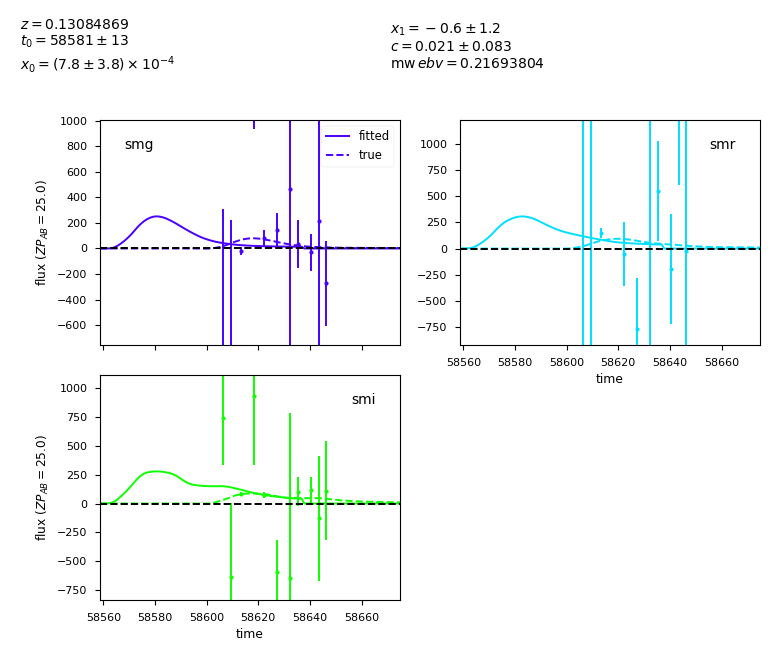 z = 0.13084869
t₀ = 58581 ± 13
x₀ = (7.8 ± 3.8) × 10⁻⁴
x₁ = −0.6 ± 1.2
c = 0.021 ± 0.083
mw ebv = 0.21693804
smg
fitted
true
1000
800
600
400
200
0
−200
−400
−600
flux (ZP_AB = 25.0)
smr
1000
750
500
250
0
−250
−500
−750
58560 58580 58600 58620 58640 58660
time
smi
1000
750
500
250
0
−250
−500
−750
flux (ZP_AB = 25.0)
58560 58580 58600 58620 58640 58660
time